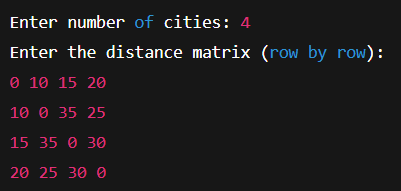 Enter number of cities: 4
Enter the distance matrix (row by row):
0 10 15 20
10 0 35 25
15 35 0 30
20 25 30 0